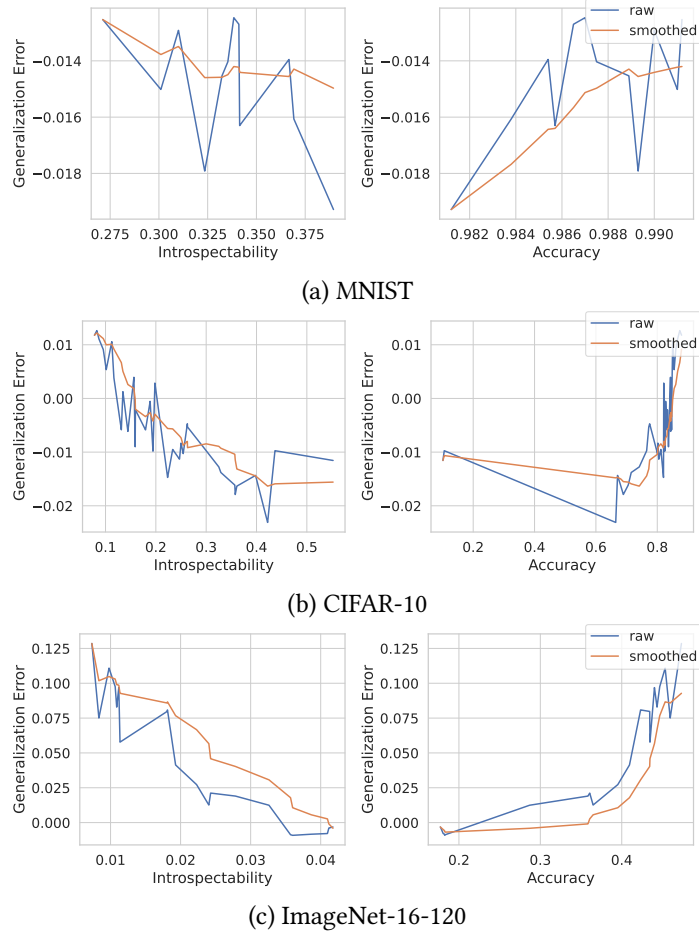 raw
smoothed
−0.014
−0.016
−0.018
Generalization Error
0.275 0.300 0.325 0.350 0.375
Introspectability
−0.014
−0.016
−0.018
Generalization Error
0.982 0.984 0.986 0.988 0.990
Accuracy
(a) MNIST
raw
smoothed
0.01
0.00
−0.01
−0.02
Generalization Error
0.1 0.2 0.3 0.4 0.5
Introspectability
0.01
0.00
−0.01
−0.02
Generalization Error
0.2 0.4 0.6 0.8
Accuracy
(b) CIFAR-10
raw
smoothed
0.125
0.100
0.075
0.050
0.025
0.000
Generalization Error
0.01 0.02 0.03 0.04
Introspectability
0.125
0.100
0.075
0.050
0.025
0.000
Generalization Error
0.2 0.3 0.4
Accuracy
(c) ImageNet-16-120